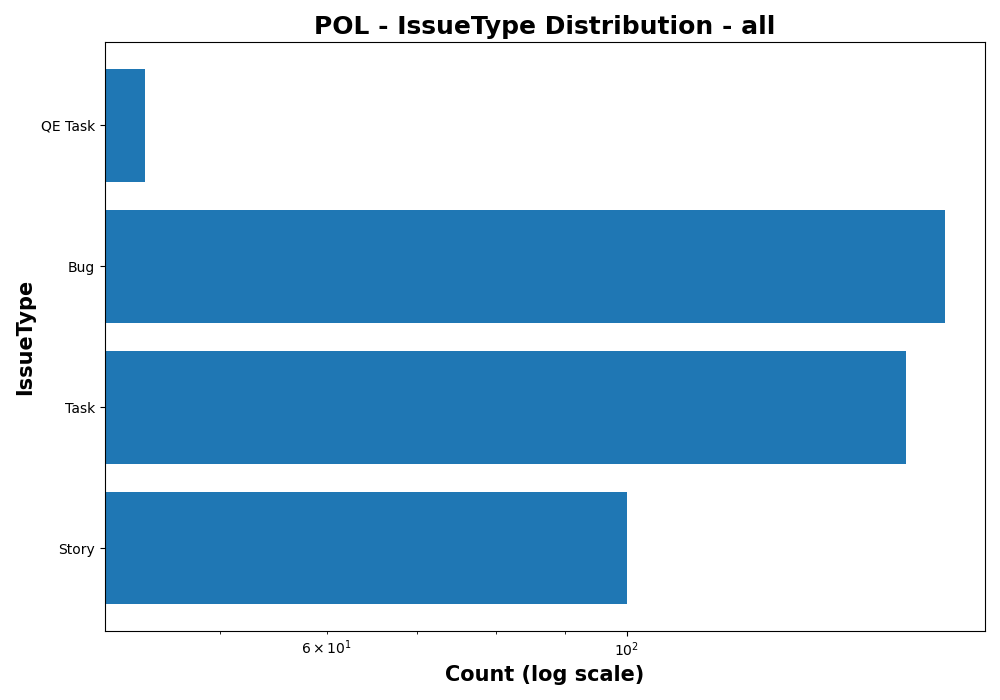 POL - IssueType Distribution - all
IssueType
QE Task
Bug
Task
Story
6 × 10¹
10²
Count (log scale)